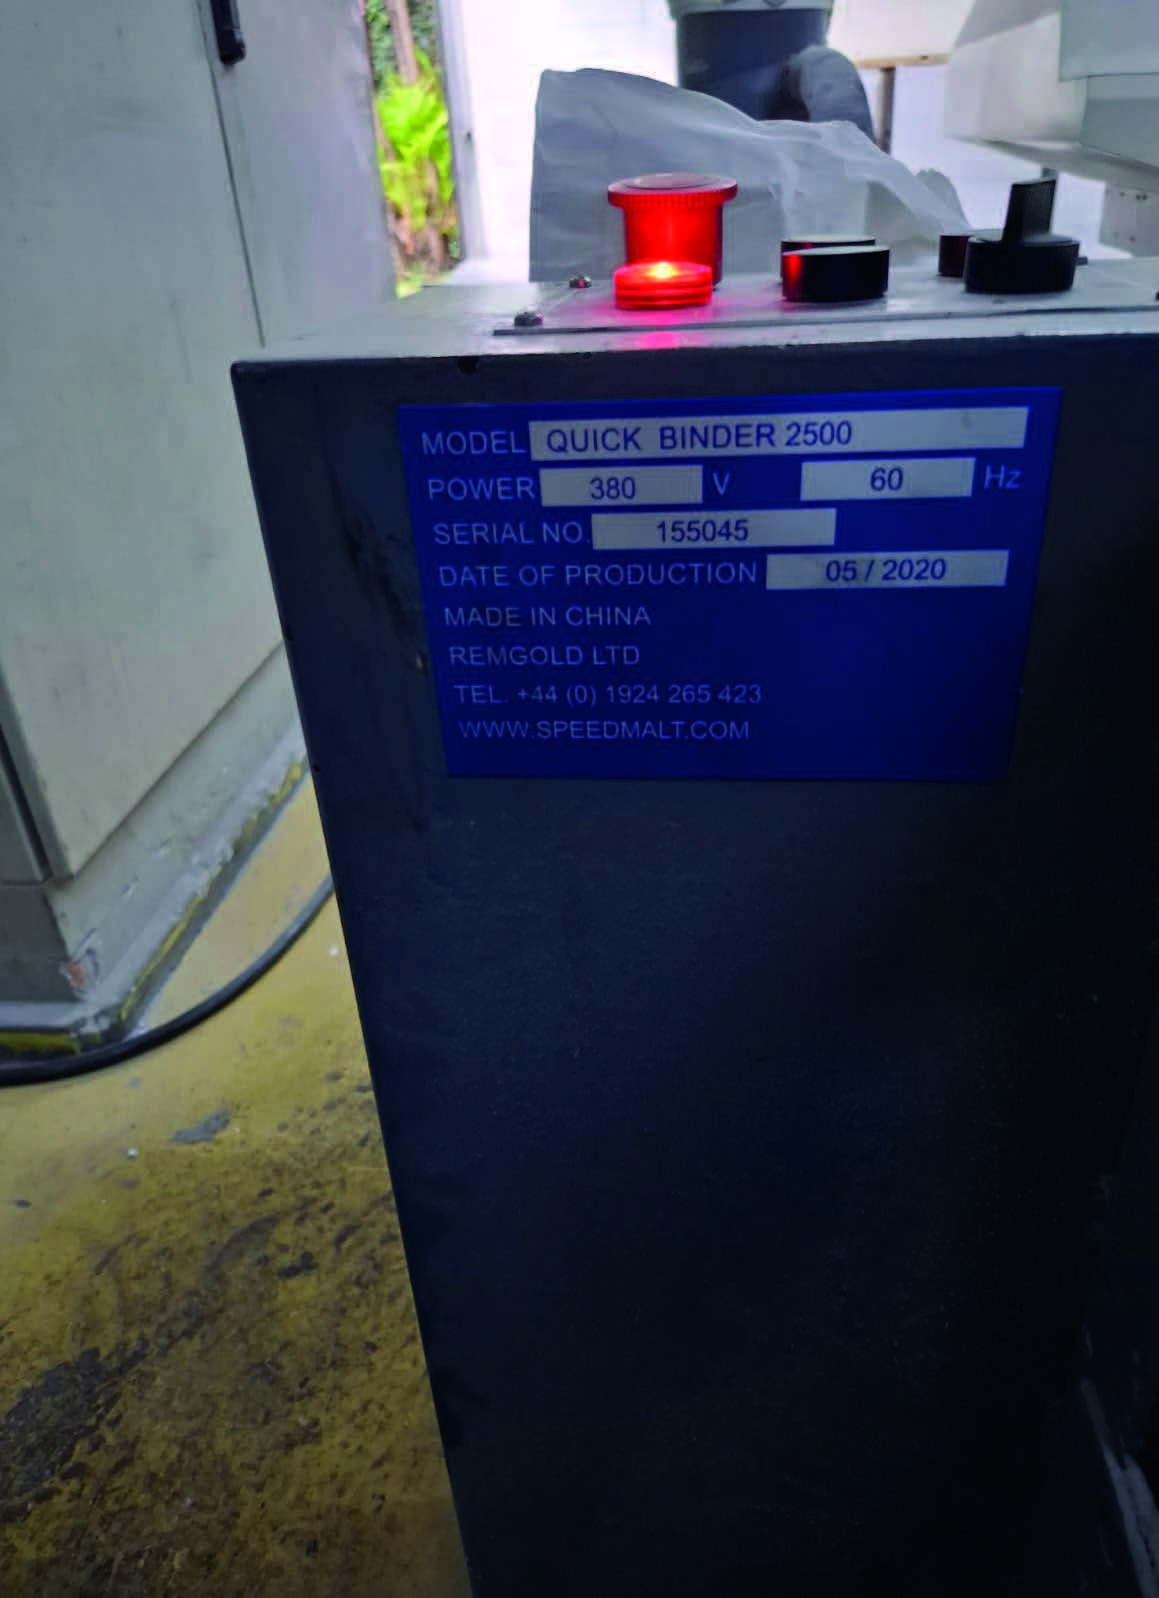 MODEL QUICK BINDER 2500
POWER 380 V 60 Hz
SERIAL NO. 155045
DATE OF PRODUCTION 05 / 2020
MADE IN CHINA
REMGOLD LTD
TEL. +44 (0) 1924 265 423
WWW.SPEEDMALT.COM